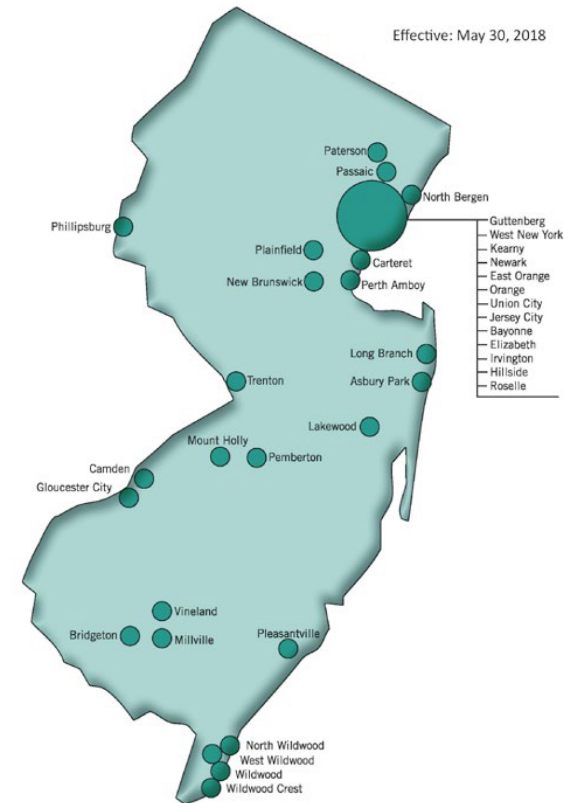 Effective: May 30, 2018
Paterson
Passaic
North Bergen
Phillipsburg
Guttenberg
West New York
Kearny
Newark
East Orange
Orange
Union City
Jersey City
Bayonne
Elizabeth
Irvington
Hillside
Roselle
Plainfield
Carteret
New Brunswick
Perth Amboy
Long Branch
Trenton
Asbury Park
Lakewood
Mount Holly
Pemberton
Camden
Gloucester City
Vineland
Bridgeton
Millville
Pleasantville
North Wildwood
West Wildwood
Wildwood
Wildwood Crest